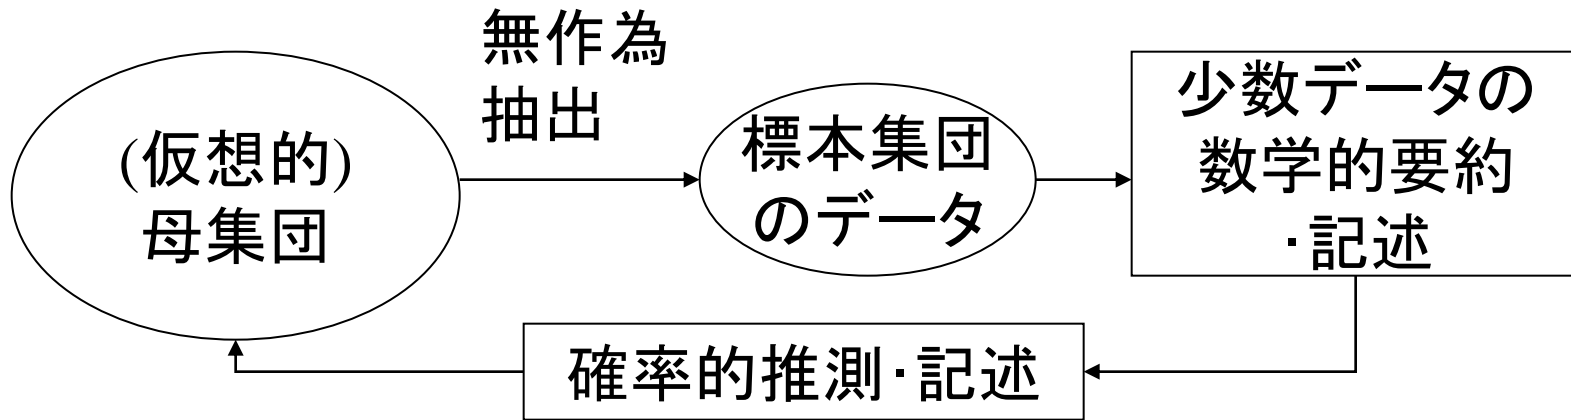 (仮想的)
母集団
無作為
抽出
標本集団
のデータ
少数データの
数学的要約
・記述
確率的推測・記述